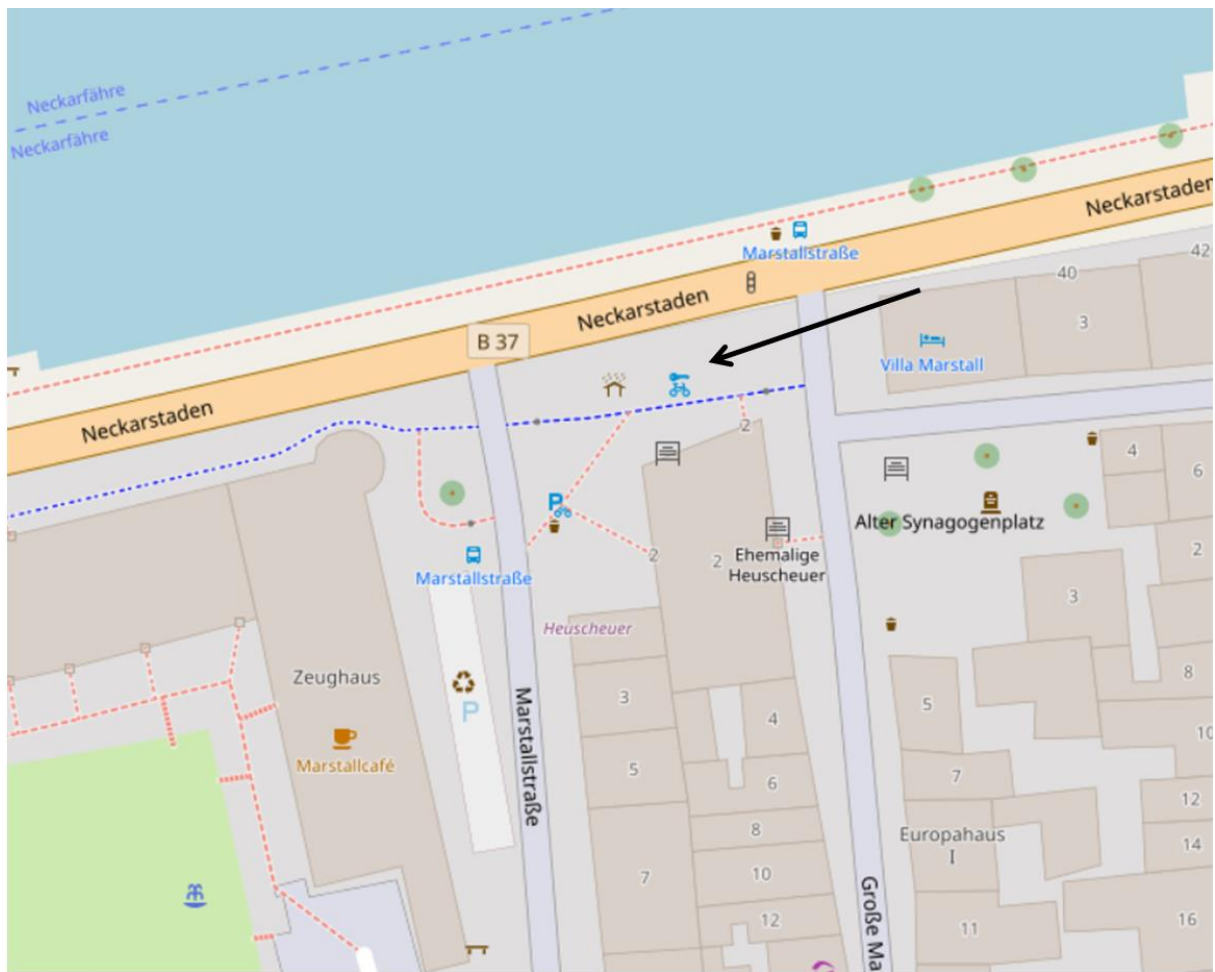 Neckarfähre
Neckarfähre
Neckarstaden
42
40
Marstallstraße
3
Neckarstaden
B 37
Villa Marstall
Neckarstaden
2
4
6
P
Alter Synagogenplatz
2
2
Ehemalige
Heuscheuer
2
Marstallstraße
3
Heuscheuer
Zeughaus
8
3
5
P
4
10
Marstallstraße
Marstallcafé
5
7
6
12
8
Europahaus
I
14
7
10
Große Ma
12
11
16